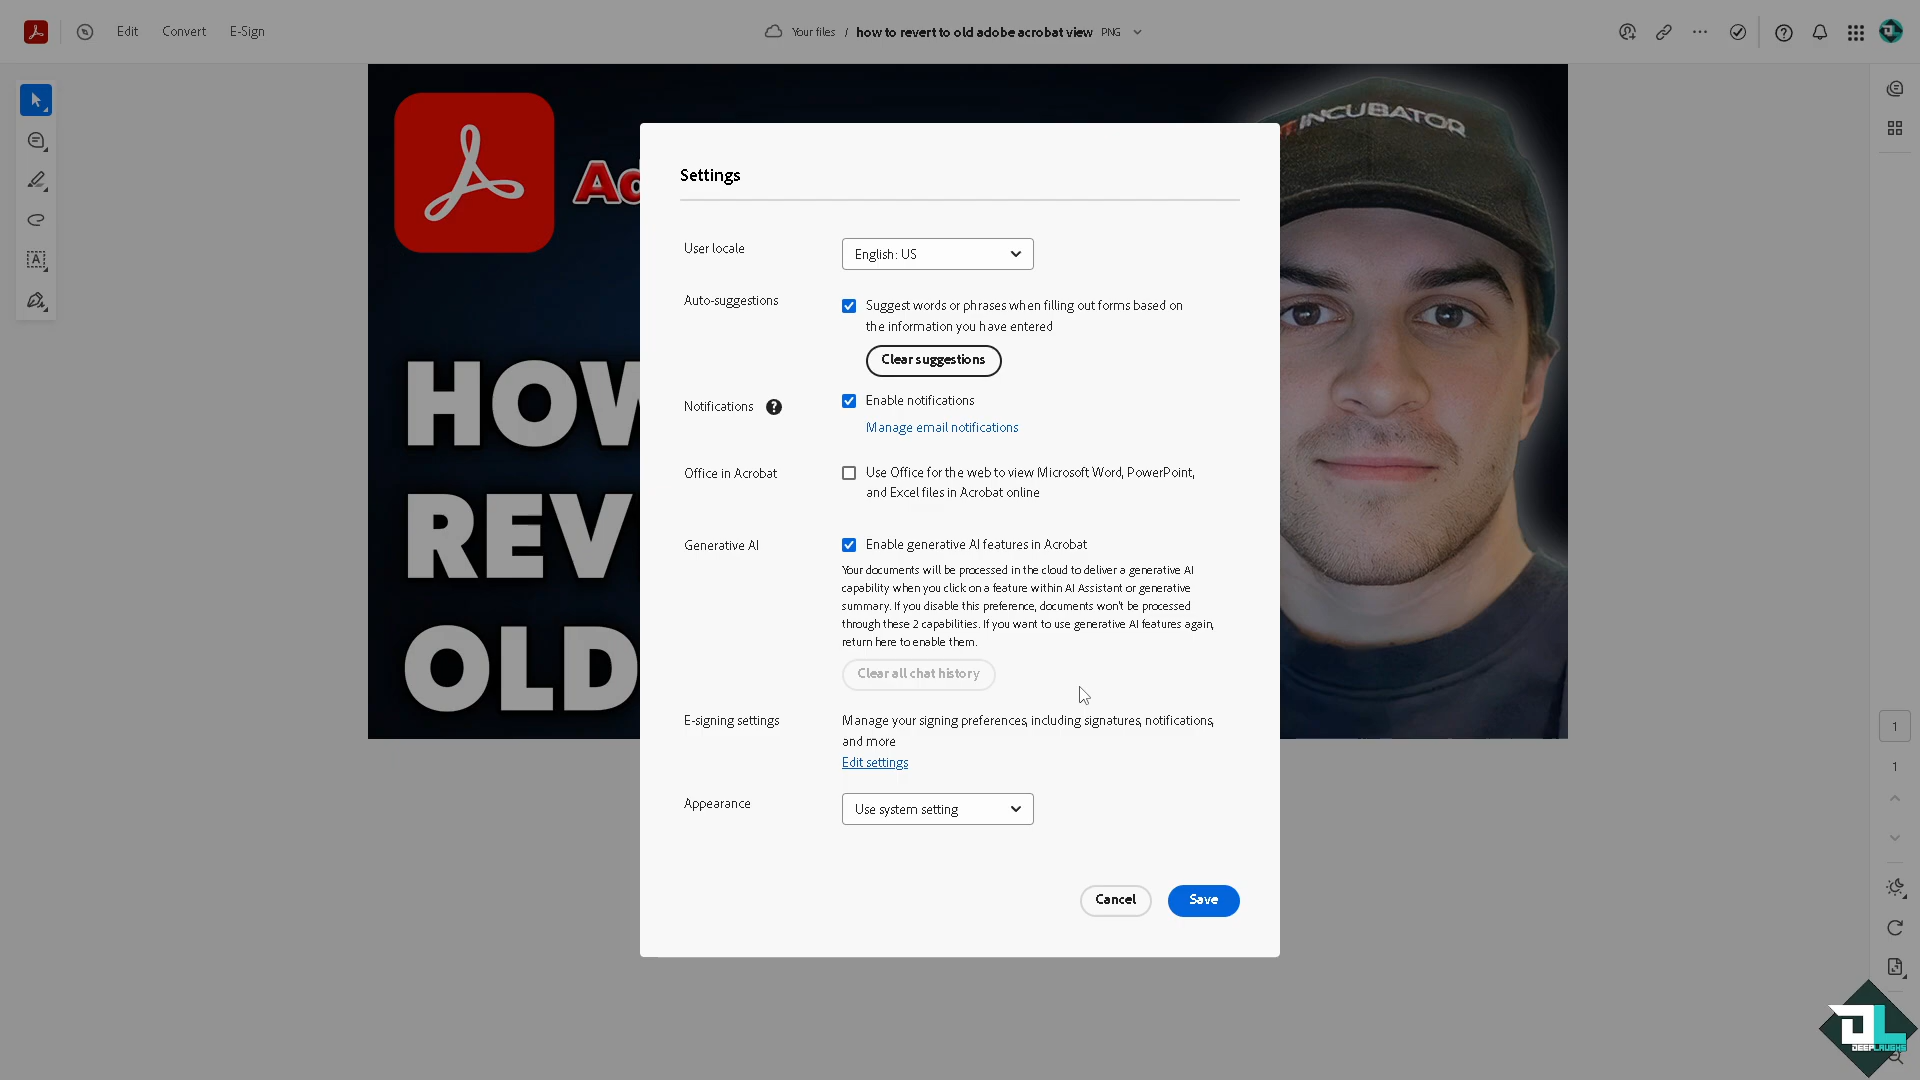 Edit Convert E-Sign
Your files / how to revert to old adobe acrobat view PNG
INCUBATOR
Ad
HOW
REV
OLD
Settings
User locale
English: US
Auto-suggestions
Suggest words or phrases when filling out forms based on
the information you have entered
Clear suggestions
Notifications ?
Enable notifications
Manage email notifications
Office in Acrobat
Use Office for the web to view Microsoft Word, PowerPoint,
and Excel files in Acrobat online
Generative AI
Enable generative AI features in Acrobat
Your documents will be processed in the cloud to deliver a generative AI
capability when you click on a feature within AI Assistant or generative
summary. If you disable this preference, documents won't be processed
through these 2 capabilities. If you want to use generative AI features again,
return here to enable them.
Clear all chat history
E-signing settings
Manage your signing preferences, including signatures, notifications,
and more
Edit settings
Appearance
Use system setting
Cancel
Save
1
1
DL
DEEPLAUGHS